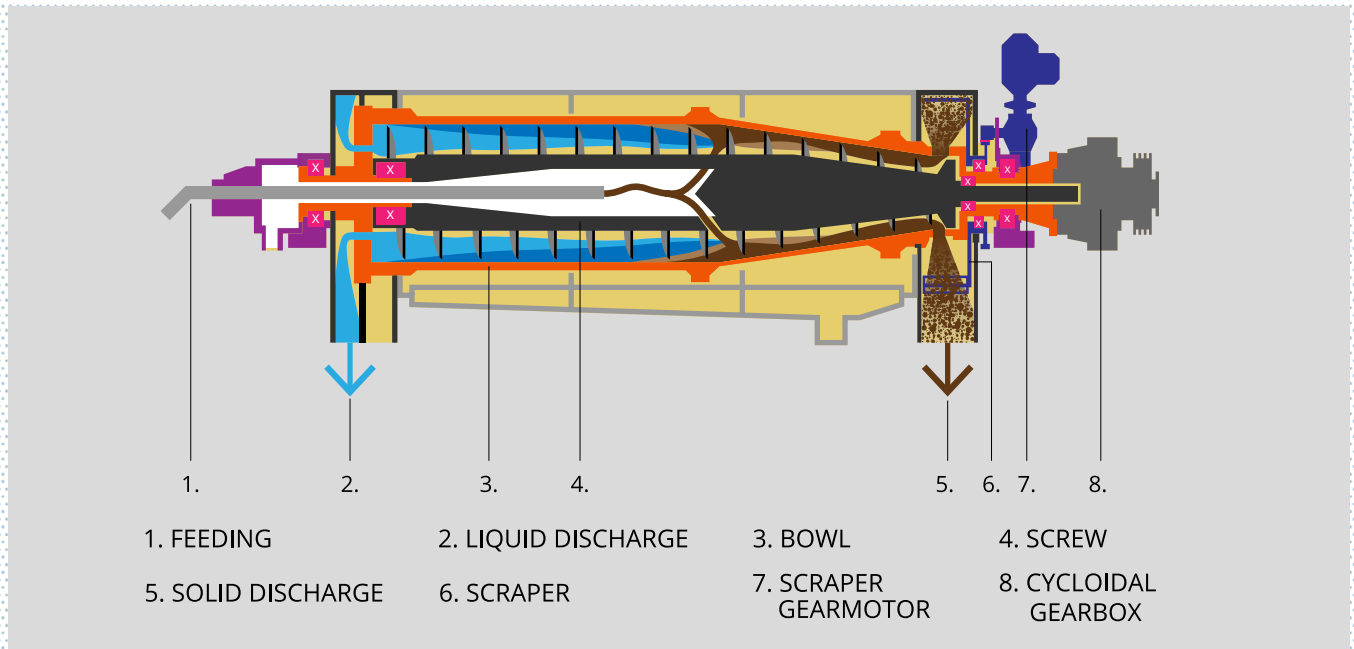 X
X
X
X
X
X
X
X
X
X
1.
2.
3.
4.
5.
6.
7.
8.
1. FEEDING
2. LIQUID DISCHARGE
3. BOWL
4. SCREW
5. SOLID DISCHARGE
6. SCRAPER
7. SCRAPER
GEARMOTOR
8. CYCLOIDAL
GEARBOX